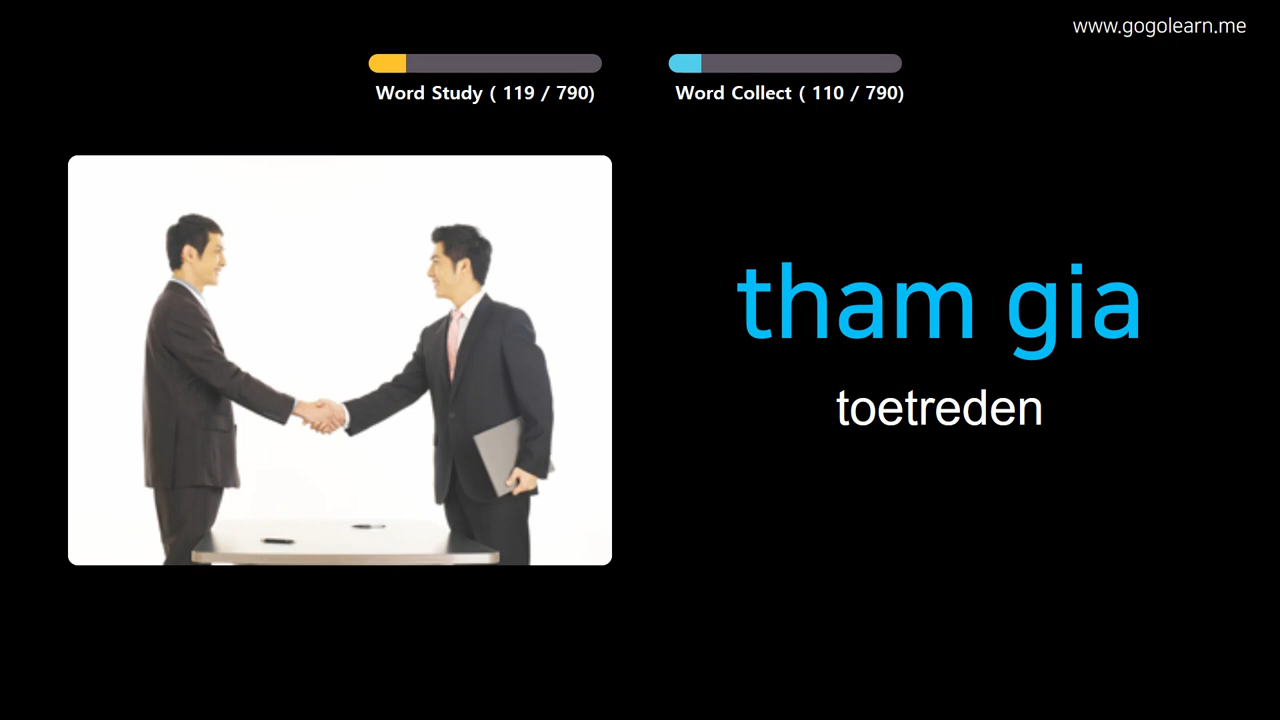 www.gogolearn.me
Word Study ( 119 / 790)
Word Collect ( 110 / 790)
tham gia
toetreden